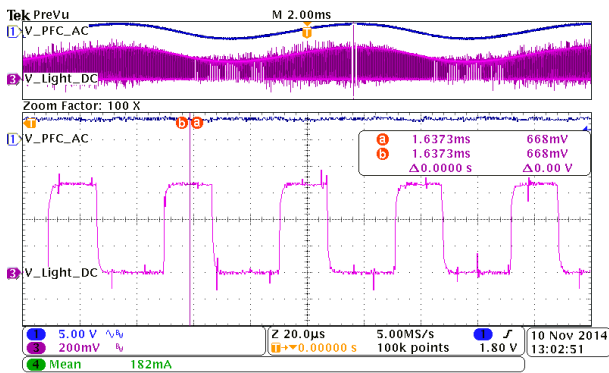 Tek PreVu M 2.00ms
1 V_PFC_AC
T
3 V_Light_DC
Zoom Factor: 100 X
T b a
1 V_PFC_AC
a 1.6373ms 668mV
b 1.6373ms 668mV
Δ0.0000 s Δ0.00 V
3 V_Light_DC
1 5.00 V Z 20.0µs 5.00MS/s 1 10 Nov 2014
3 200mV T→▼0.00000 s 100k points 1.80 V 13:02:51
4 Mean 182mA